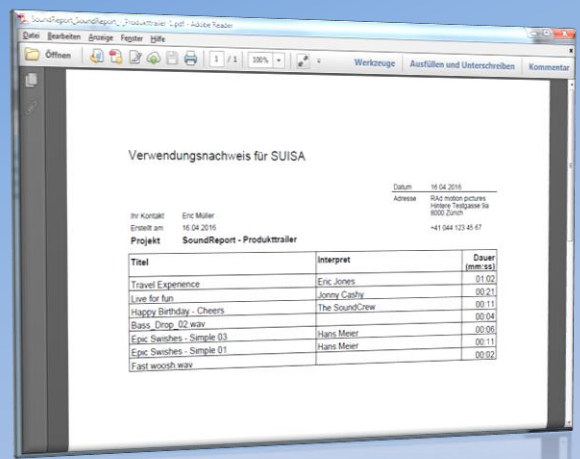 SoundReport_SoundReport_-_Produkttrailer 1.pdf - Adobe Reader
Datei Bearbeiten Anzeige Fenster Hilfe
Öffnen 1 / 1 100% Werkzeuge Ausfüllen und Unterschreiben Kommentar
Verwendungsnachweis für SUISA
Datum 16.04.2016
Adresse RAd motion pictures
Hintere Testgasse 9a
8000 Zürich
Ihr Kontakt Eric Müller
Erstellt am 16.04.2016 +41 044 123 45 67
Projekt SoundReport - Produkttrailer
Titel Interpret Dauer
(mm:ss)
Travel Experience Eric Jones 01:02
Live for fun Jonny Cashy 00:21
Happy Birthday - Cheers The SoundCrew 00:11
Bass_Drop_02.wav 00:04
Epic Swishes - Simple 03 Hans Meier 00:06
Epic Swishes - Simple 01 Hans Meier 00:11
Fast woosh.wav 00:02